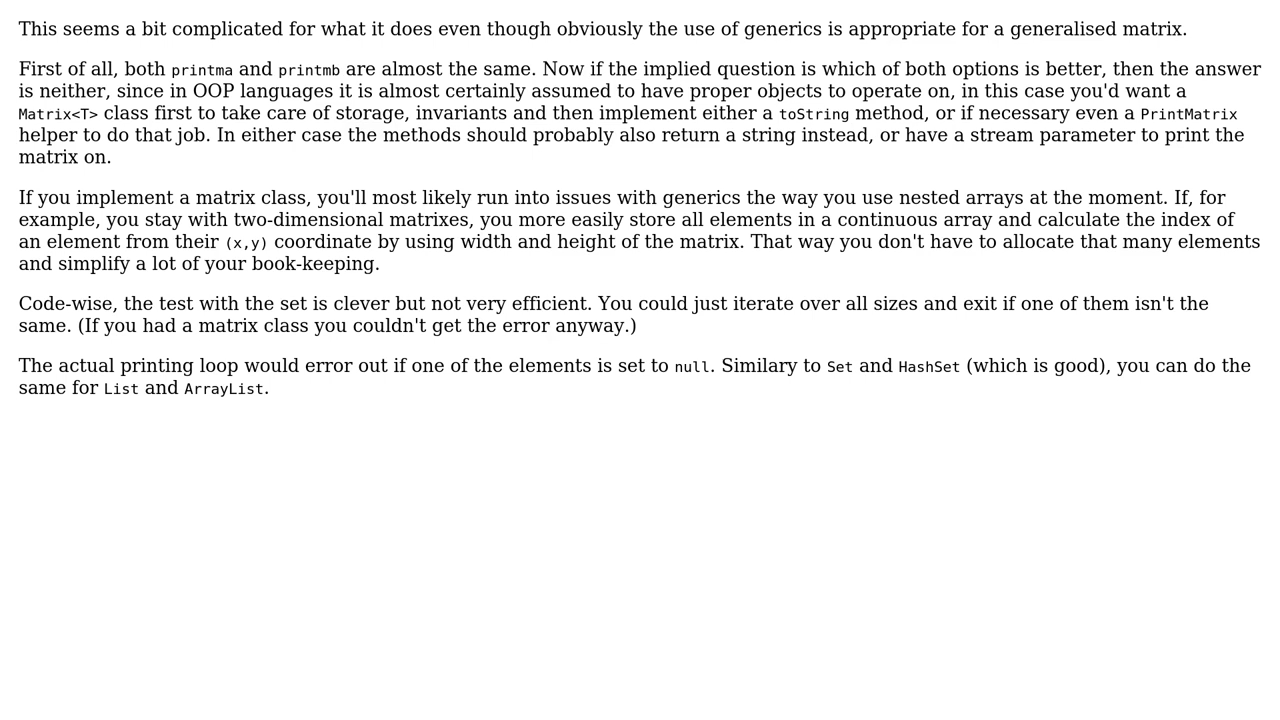 This seems a bit complicated for what it does even though obviously the use of generics is appropriate for a generalised matrix.
First of all, both printma and printmb are almost the same. Now if the implied question is which of both options is better, then the answer
is neither, since in OOP languages it is almost certainly assumed to have proper objects to operate on, in this case you'd want a
Matrix<T> class first to take care of storage, invariants and then implement either a toString method, or if necessary even a PrintMatrix
helper to do that job. In either case the methods should probably also return a string instead, or have a stream parameter to print the
matrix on.
If you implement a matrix class, you'll most likely run into issues with generics the way you use nested arrays at the moment. If, for
example, you stay with two-dimensional matrixes, you more easily store all elements in a continuous array and calculate the index of
an element from their (x,y) coordinate by using width and height of the matrix. That way you don't have to allocate that many elements
and simplify a lot of your book-keeping.
Code-wise, the test with the set is clever but not very efficient. You could just iterate over all sizes and exit if one of them isn't the
same. (If you had a matrix class you couldn't get the error anyway.)
The actual printing loop would error out if one of the elements is set to null. Similary to Set and HashSet (which is good), you can do the
same for List and ArrayList.